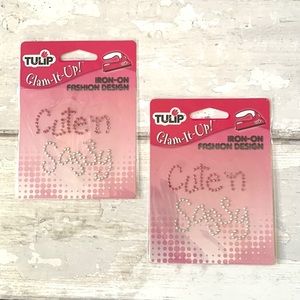 TULIP
Glam-It-Up!
IRON-ON
FASHION DESIGN
Cute'n
Sassy
TULIP
Glam-It-Up!
IRON-ON
FASHION DESIGN
Cute'n
Sassy